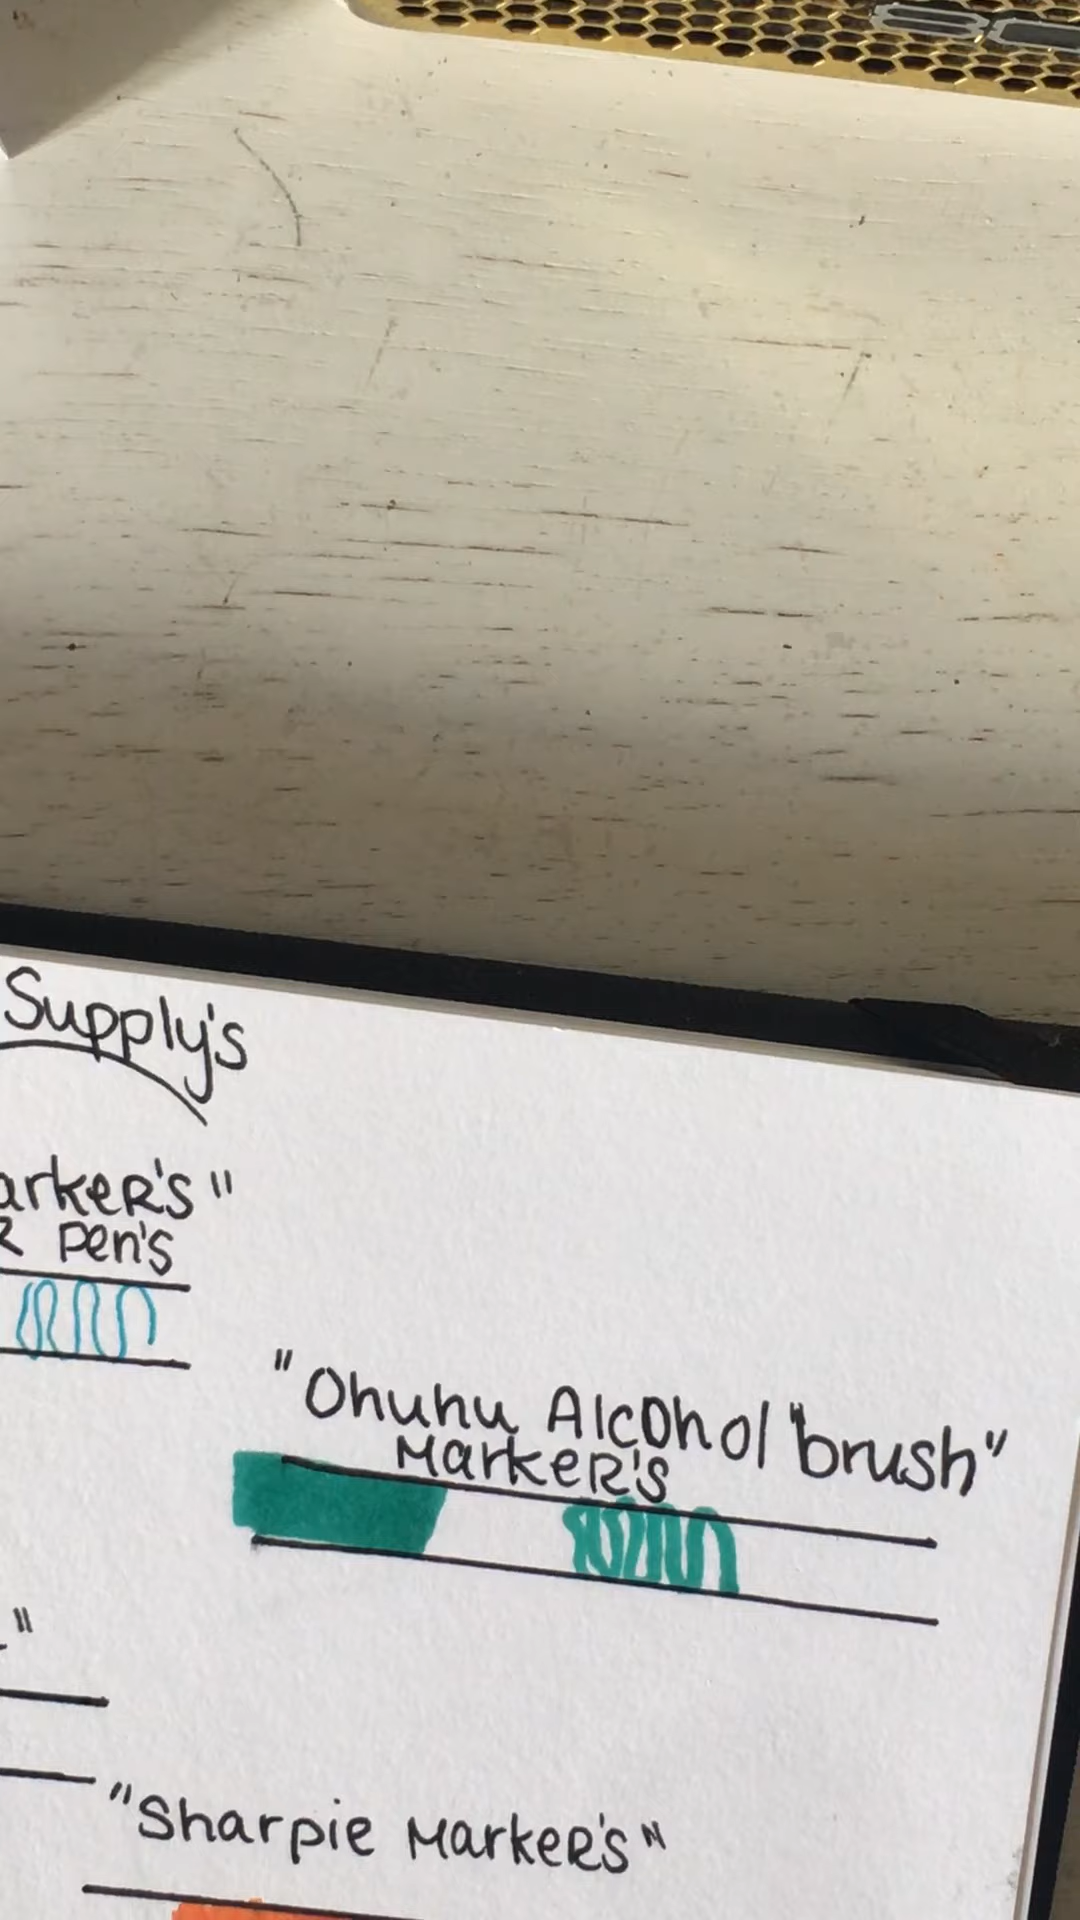 Supply's
arker's"
R Pen's
"Ohuhu Alcohol "brush"
Marker's
"Sharpie Marker's"